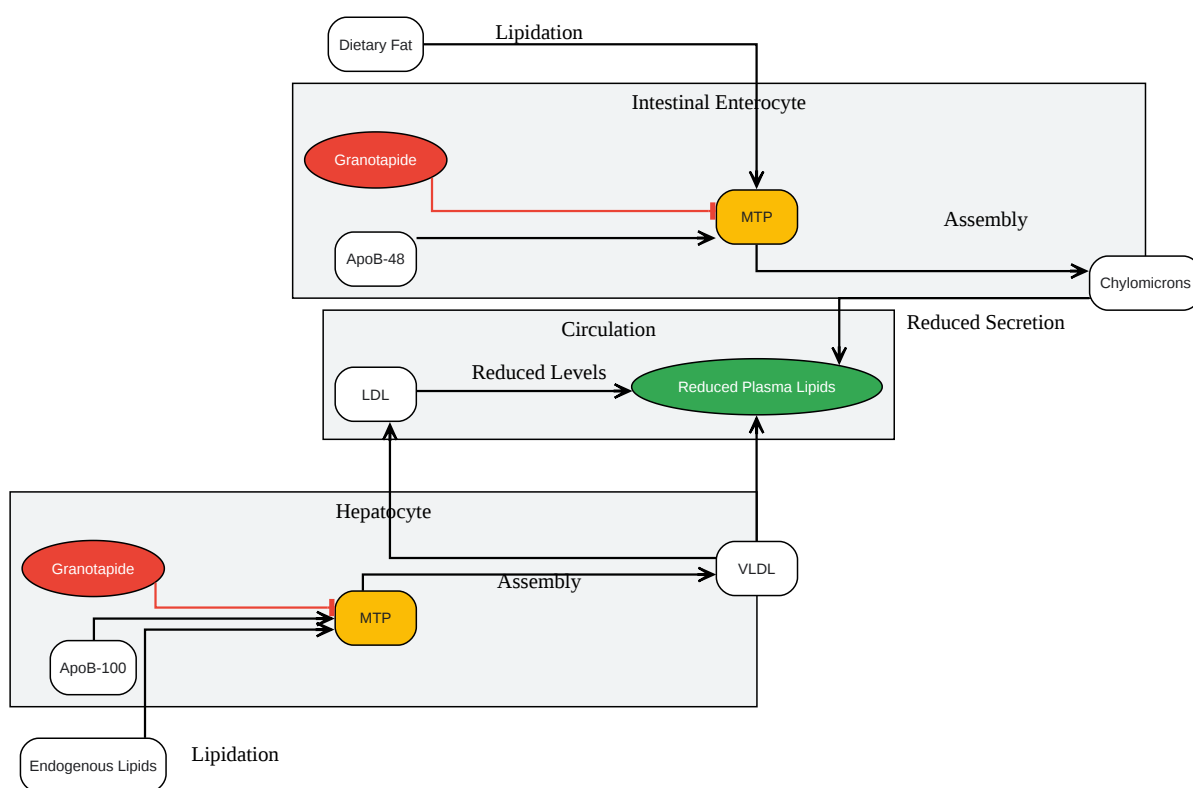 Dietary Fat
Lipidation
Intestinal Enterocyte
Granotapide
MTP
Assembly
ApoB-48
Chylomicrons
Reduced Secretion
Circulation
Reduced Levels
LDL
Reduced Plasma Lipids
Hepatocyte
Granotapide
Assembly
VLDL
MTP
ApoB-100
Lipidation
Endogenous Lipids